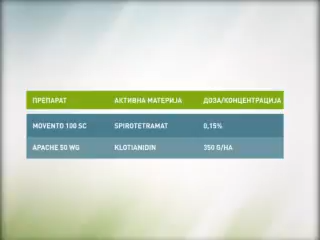 ПРЕПАРАТ АКТИВНА МАТЕРИЈА ДОЗА/КОНЦЕНТРАЦИЈА
MOVENTO 100 SC SPIROTETRAMAT 0,15%
APACHE 50 WG KLOTIANIDIN 350 G/HA